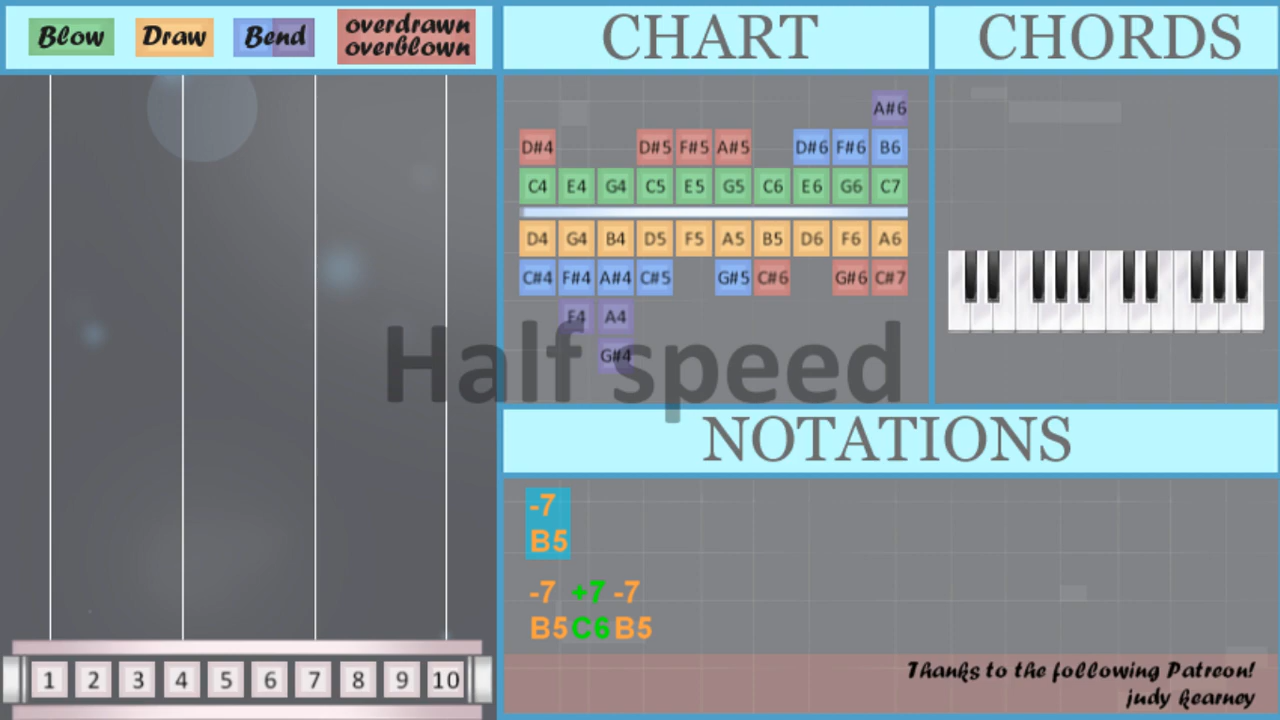 Blow Draw Bend overdrawn
overblown
CHART
CHORDS
A#6
D#4 D#5 F#5 A#5 D#6 F#6 B6
C4 E4 G4 C5 E5 G5 C6 E6 G6 C7
D4 G4 B4 D5 F5 A5 B5 D6 F6 A6
C#4 F#4 A#4 C#5 G#5 C#6 G#6 C#7
F4 A4
G#4
Half speed
NOTATIONS
-7
B5
-7 +7 -7
B5 C6 B5
1 2 3 4 5 6 7 8 9 10
Thanks to the following Patreon!
judy kearney